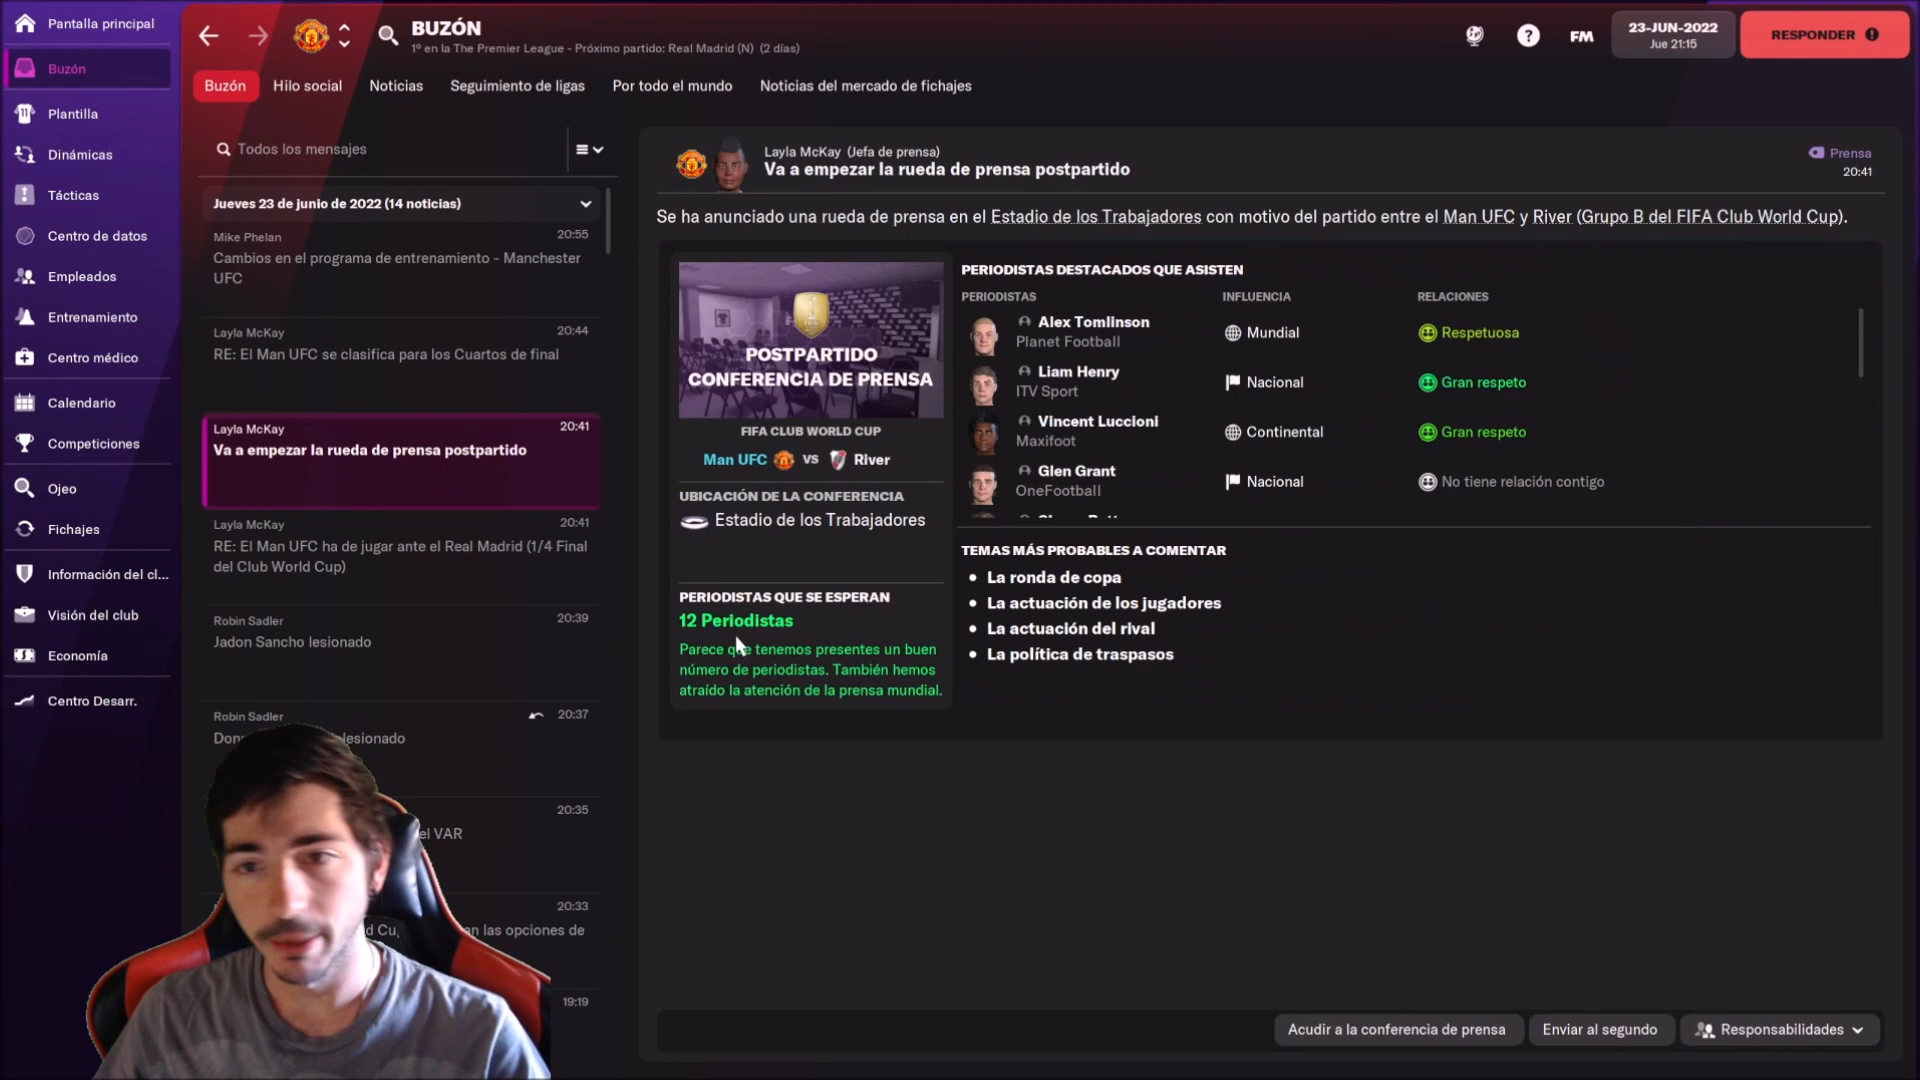 Pantalla principal
Buzón
Plantilla
Dinámicas
Tácticas
Centro de datos
Empleados
Entrenamiento
Centro médico
Calendario
Competiciones
Ojeo
Fichajes
Información del cl...
Visión del club
Economía
Centro Desarr.
BUZÓN
1º en la The Premier League - Próximo partido: Real Madrid (N) (2 días)
FM
23-JUN-2022
Jue 21:15
RESPONDER
Buzón
Hilo social
Noticias
Seguimiento de ligas
Por todo el mundo
Noticias del mercado de fichajes
Todos los mensajes
Jueves 23 de junio de 2022 (14 noticias)
Mike Phelan
20:55
Cambios en el programa de entrenamiento - Manchester
UFC
Layla McKay
20:44
RE: El Man UFC se clasifica para los Cuartos de final
Layla McKay
20:41
Va a empezar la rueda de prensa postpartido
Layla McKay
20:41
RE: El Man UFC ha de jugar ante el Real Madrid (1/4 Final
del Club World Cup)
Robin Sadler
20:39
Jadon Sancho lesionado
Robin Sadler
20:37
lesionado
20:35
el VAR
20:33
an las opciones de
19:19
Layla McKay (Jefa de prensa)
Va a empezar la rueda de prensa postpartido
Prensa
20:41
Se ha anunciado una rueda de prensa en el Estadio de los Trabajadores con motivo del partido entre el Man UFC y River (Grupo B del FIFA Club World Cup).
POSTPARTIDO
CONFERENCIA DE PRENSA
FIFA CLUB WORLD CUP
Man UFC VS River
UBICACIÓN DE LA CONFERENCIA
Estadio de los Trabajadores
PERIODISTAS QUE SE ESPERAN
12 Periodistas
Parece que tenemos presentes un buen
número de periodistas. También hemos
atraído la atención de la prensa mundial.
PERIODISTAS DESTACADOS QUE ASISTEN
PERIODISTAS INFLUENCIA RELACIONES
Alex Tomlinson
Planet Football
Mundial
Respetuosa
Liam Henry
ITV Sport
Nacional
Gran respeto
Vincent Luccioni
Maxifoot
Continental
Gran respeto
Glen Grant
OneFootball
Nacional
No tiene relación contigo
TEMAS MÁS PROBABLES A COMENTAR
• La ronda de copa
• La actuación de los jugadores
• La actuación del rival
• La política de traspasos
Acudir a la conferencia de prensa
Enviar al segundo
Responsabilidades